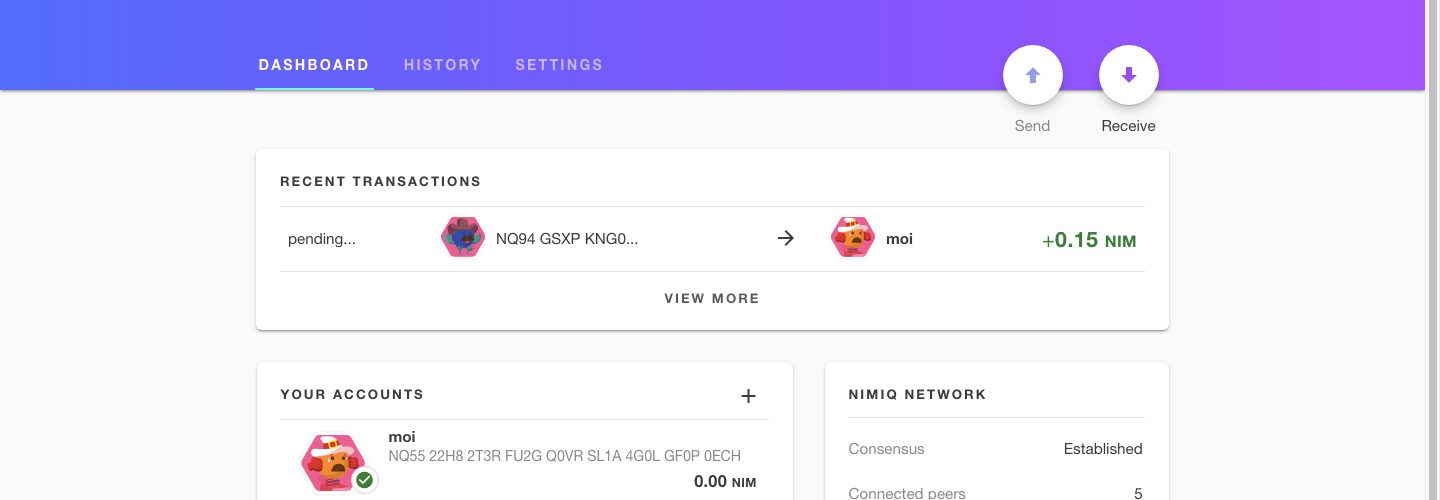 DASHBOARD HISTORY SETTINGS
Send Receive
RECENT TRANSACTIONS
pending... NQ94 GSXP KNG0... moi +0.15 NIM
VIEW MORE
YOUR ACCOUNTS
moi
NQ55 22H8 2T3R FU2G Q0VR SL1A 4G0L GF0P 0ECH
0.00 NIM
NIMIQ NETWORK
Consensus Established
Connected peers 5